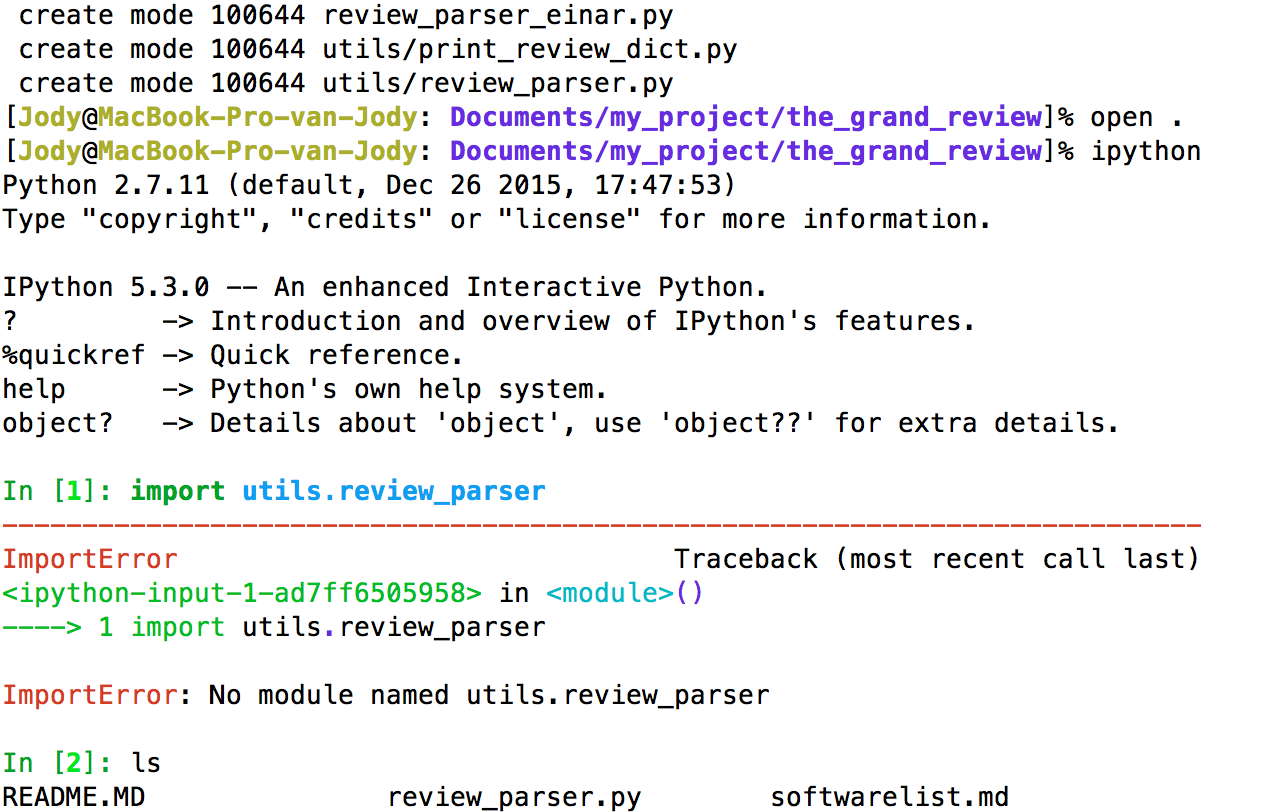 create mode 100644 review_parser_einar.py
create mode 100644 utils/print_review_dict.py
create mode 100644 utils/review_parser.py
[Jody@MacBook-Pro-van-Jody: Documents/my_project/the_grand_review]% open .
[Jody@MacBook-Pro-van-Jody: Documents/my_project/the_grand_review]% ipython
Python 2.7.11 (default, Dec 26 2015, 17:47:53)
Type "copyright", "credits" or "license" for more information.
IPython 5.3.0 -- An enhanced Interactive Python.
?         -> Introduction and overview of IPython's features.
%quickref -> Quick reference.
help      -> Python's own help system.
object?   -> Details about 'object', use 'object??' for extra details.
In [1]: import utils.review_parser
---------------------------------------------------------------------------
ImportError                               Traceback (most recent call last)
<ipython-input-1-ad7ff6505958> in <module>()
----> 1 import utils.review_parser
ImportError: No module named utils.review_parser
In [2]: ls
README.MD               review_parser.py        softwarelist.md